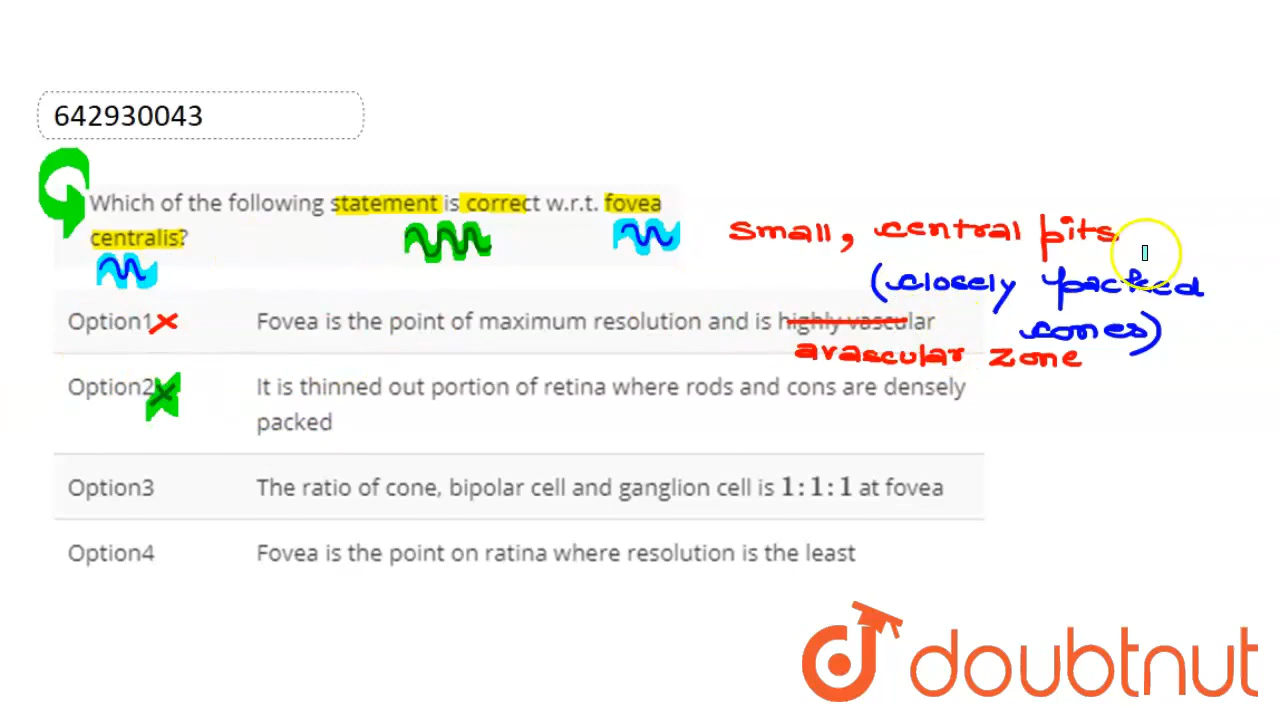 642930043
Which of the following statement is correct w.r.t. fovea
centralis?
small, central pits
(closely packed
cones)
Option1 Fovea is the point of maximum resolution and is highly vascular
avascular zone
Option2 It is thinned out portion of retina where rods and cons are densely
packed
Option3 The ratio of cone, bipolar cell and ganglion cell is 1:1:1 at fovea
Option4 Fovea is the point on ratina where resolution is the least
doubtnut